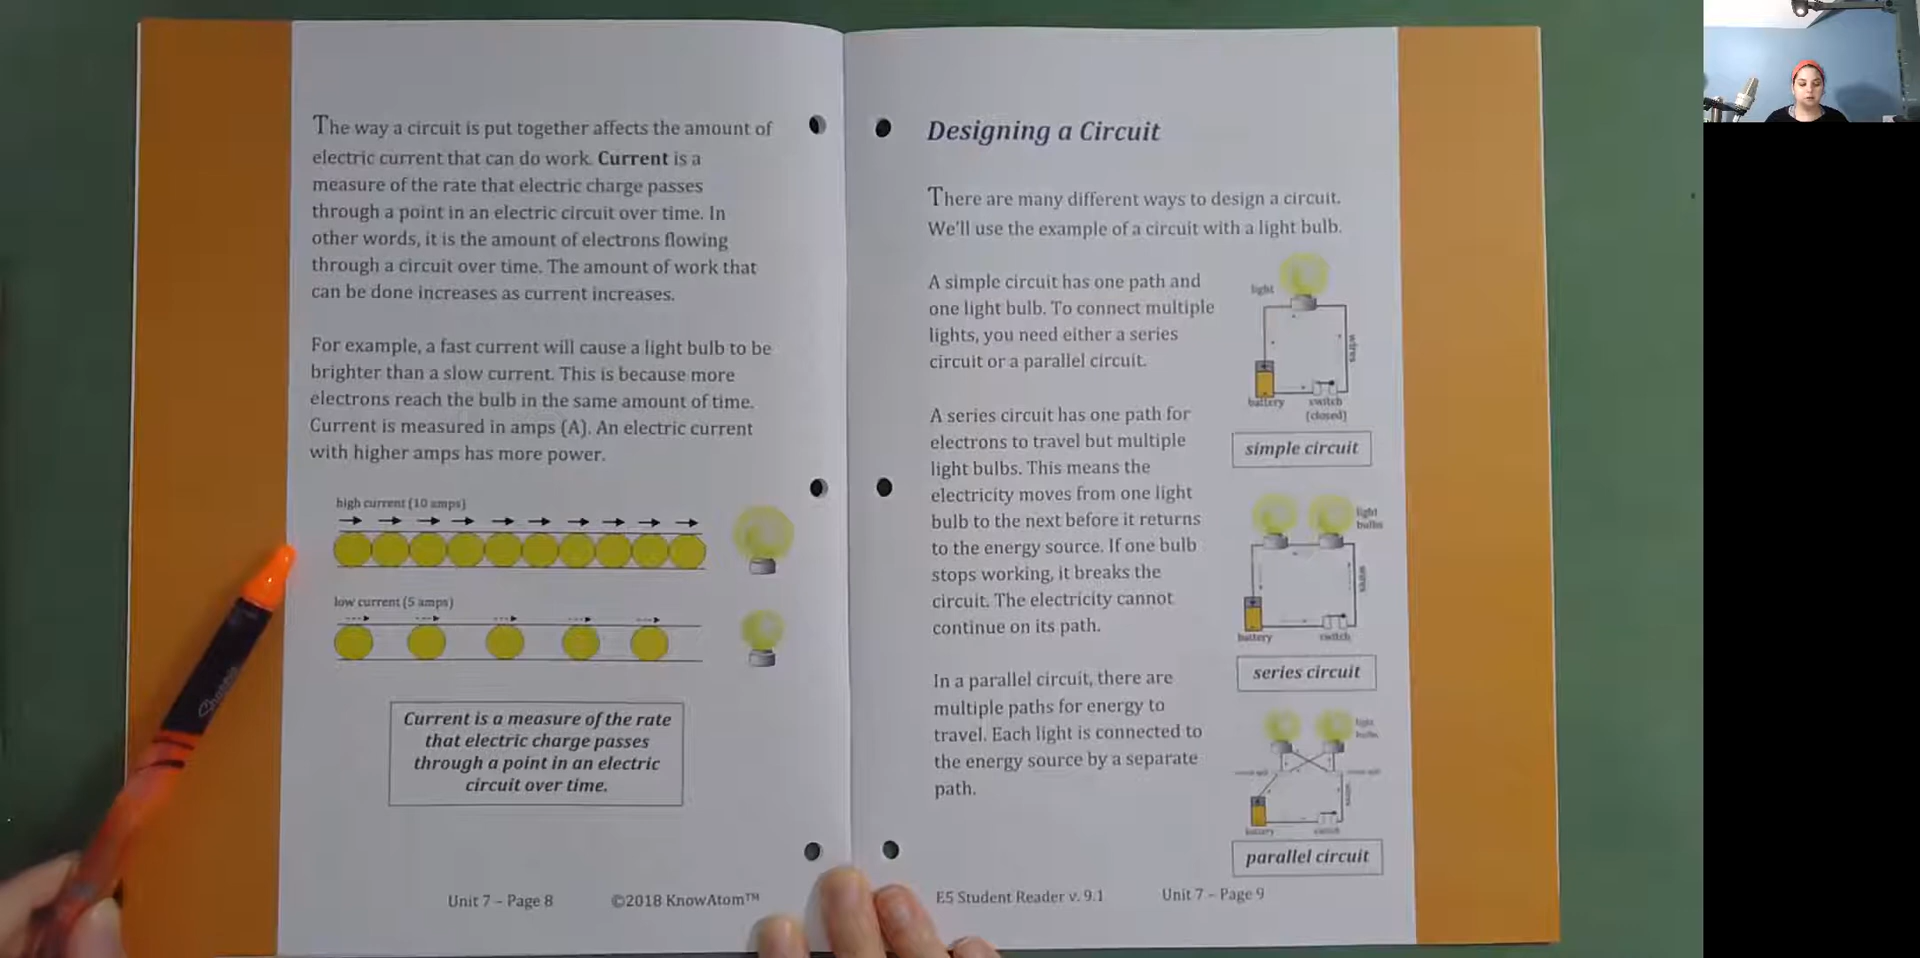 The way a circuit is put together affects the amount of
electric current that can do work. Current is a
measure of the rate that electric charge passes
through a point in an electric circuit over time. In
other words, it is the amount of electrons flowing
through a circuit over time. The amount of work that
can be done increases as current increases.
For example, a fast current will cause a light bulb to be
brighter than a slow current. This is because more
electrons reach the bulb in the same amount of time.
Current is measured in amps (A). An electric current
with higher amps has more power.
high current (10 amps)
low current (5 amps)
Current is a measure of the rate
that electric charge passes
through a point in an electric
circuit over time.
Unit 7 – Page 8
©2018 KnowAtom™
Sharpie
Designing a Circuit
There are many different ways to design a circuit.
We'll use the example of a circuit with a light bulb.
A simple circuit has one path and
one light bulb. To connect multiple
lights, you need either a series
circuit or a parallel circuit.
light
wires
battery
switch
(closed)
simple circuit
A series circuit has one path for
electrons to travel but multiple
light bulbs. This means the
electricity moves from one light
bulb to the next before it returns
to the energy source. If one bulb
stops working, it breaks the
circuit. The electricity cannot
continue on its path.
light
bulbs
wires
battery
switch
series circuit
In a parallel circuit, there are
multiple paths for energy to
travel. Each light is connected to
the energy source by a separate
path.
light
bulbs
wires
battery
switch
parallel circuit
E5 Student Reader v. 9.1
Unit 7 – Page 9